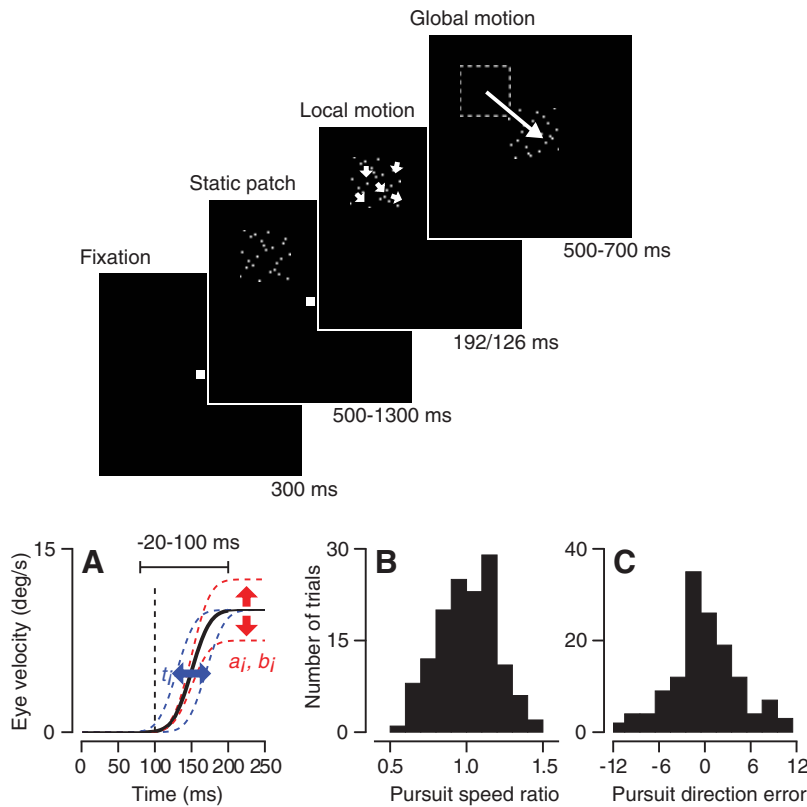 Global motion
Local motion
Static patch
Fixation
500-700 ms
192/126 ms
500-1300 ms
300 ms
A
-20-100 ms
15
0
Eye velocity (deg/s)
tᵢ
aᵢ, bᵢ
0 50 100 150 200 250
Time (ms)
B
30
15
0
Number of trials
0.5 1.0 1.5
Pursuit speed ratio
C
40
20
0
-12 -6 0 6 12
Pursuit direction error